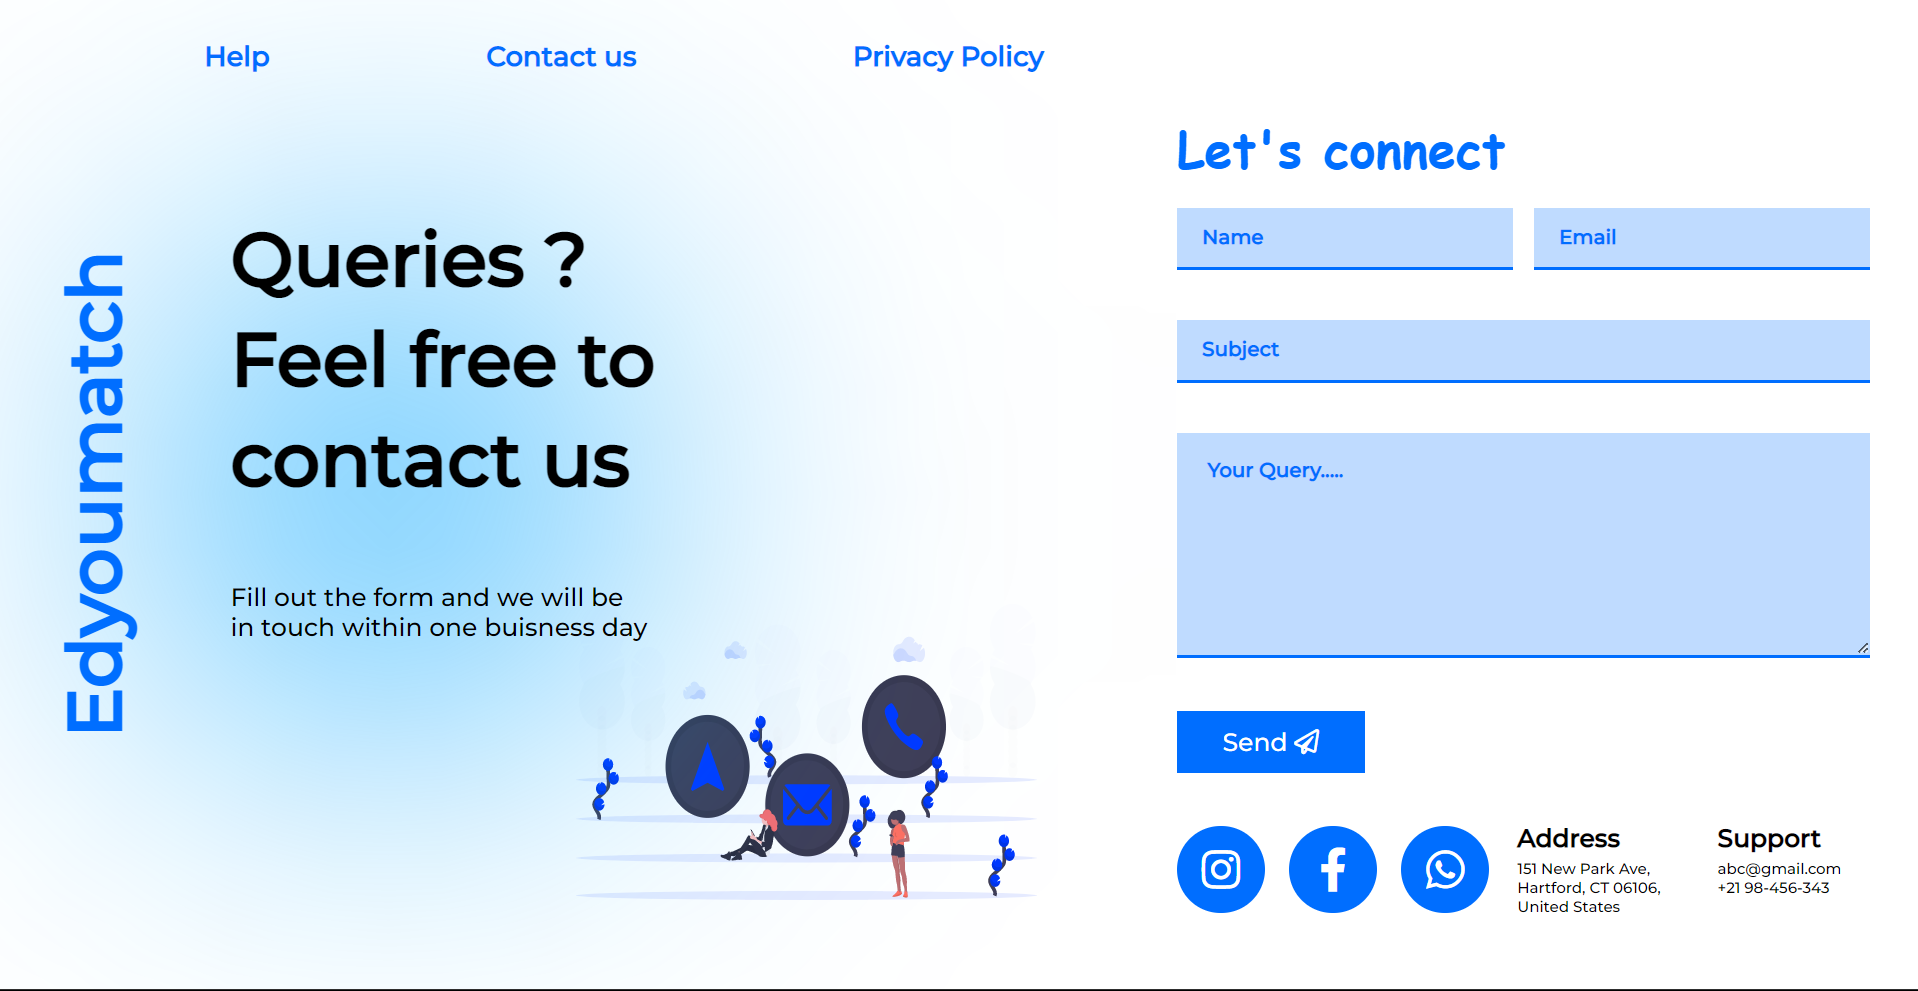 Help
Contact us
Privacy Policy
Edyoumatch
Queries ?
Feel free to
contact us
Fill out the form and we will be
in touch within one buisness day
Let's connect
Name
Email
Subject
Your Query.....
Send
Address
151 New Park Ave,
Hartford, CT 06106,
United States
Support
abc@gmail.com
+21 98-456-343